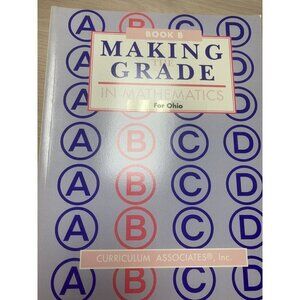 BOOK B
MAKING
THE
GRADE
IN MATHEMATICS
For Ohio
A B C D
A B C D
A B C D
A B C D
A B C D
A B C D
CURRICULUM ASSOCIATES®, Inc.
A B C D